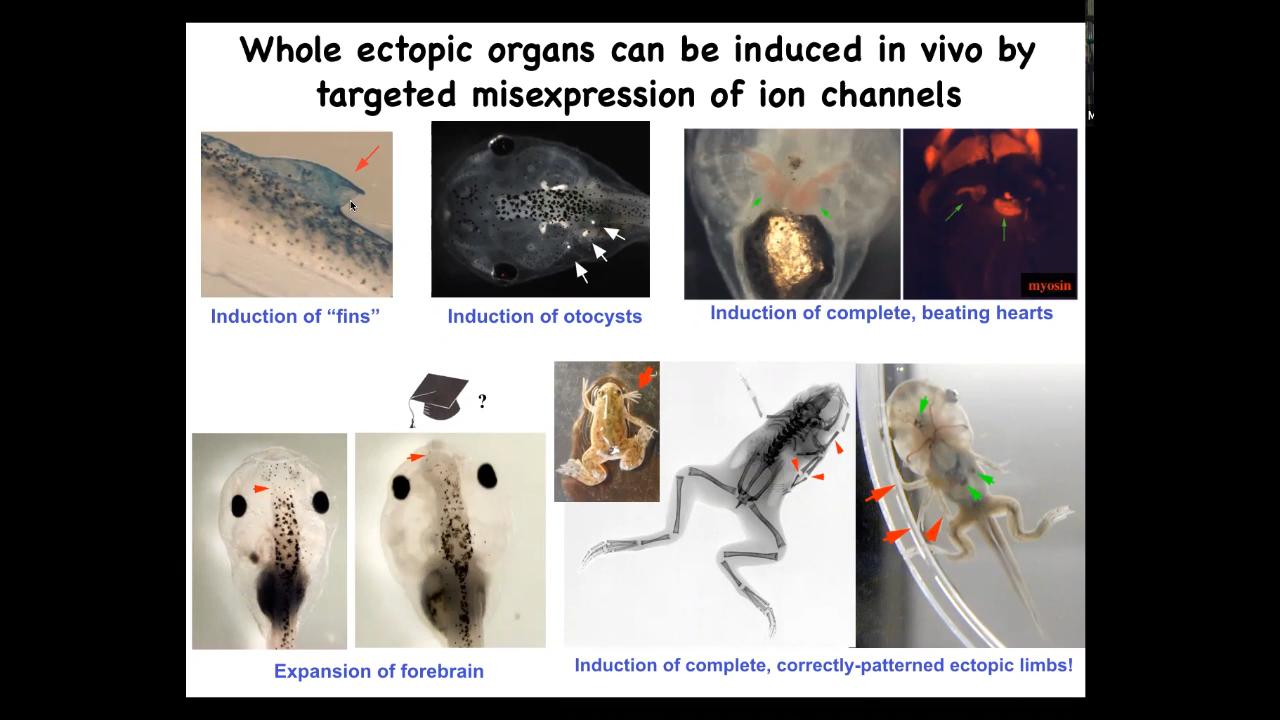 Whole ectopic organs can be induced in vivo by
targeted misexpression of ion channels
M
myosin
Induction of “fins”
Induction of otocysts
Induction of complete, beating hearts
?
Expansion of forebrain
Induction of complete, correctly-patterned ectopic limbs!